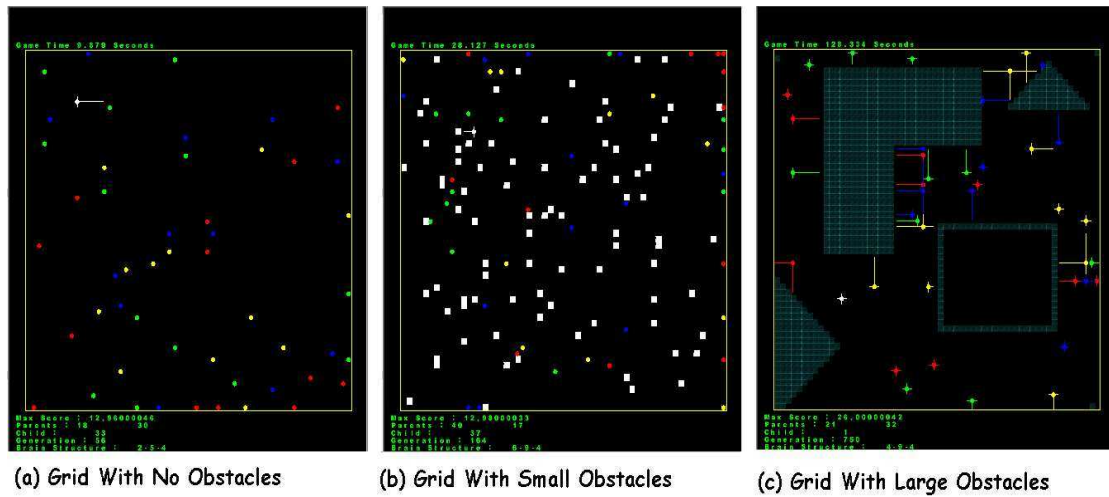 Game Time 9.879 Seconds
Max Score : 12.96000046
Parents : 18 30
Child : 33
Generation : 56
Brain Structure : 2-5-4
(a) Grid With No Obstacles
Game Time 28.127 Seconds
Max Score : 12.98000033
Parents : 40 17
Child : 37
Generation : 164
Brain Structure : 6-9-4
(b) Grid With Small Obstacles
Game Time 128.334 Seconds
Max Score : 26.00000042
Parents : 21 32
Child : 1
Generation : 750
Brain Structure : 4-9-4
(c) Grid With Large Obstacles